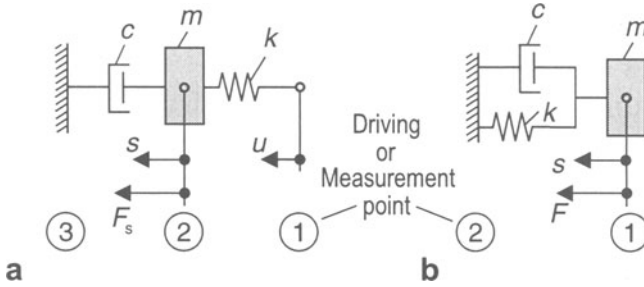 c
m
k
s
u
F_s
3
2
1
a
Driving
or
Measurement
point
c
m
k
s
F
2
1
b